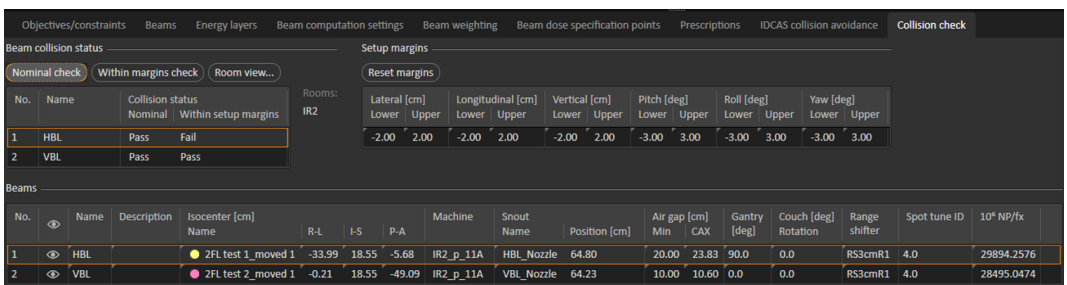 Objectives/constraints Beams Energy layers Beam computation settings Beam weighting Beam dose specification points Prescriptions IDCAS collision avoidance Collision check
Beam collision status Setup margins
Nominal check Within margins check Room view... Reset margins
No. Name Collision status Rooms: Lateral [cm] Longitudinal [cm] Vertical [cm] Pitch [deg] Roll [deg] Yaw [deg]
Nominal Within setup margins IR2 Lower Upper Lower Upper Lower Upper Lower Upper Lower Upper Lower Upper
1 HBL Pass Fail -2.00 2.00 -2.00 2.00 -2.00 2.00 -3.00 3.00 -3.00 3.00 -3.00 3.00
2 VBL Pass Pass
Beams
No. Name Description Isocenter [cm] Machine Snout Air gap [cm] Gantry Couch [deg] Range Spot tune ID 10⁶ NP/fx
Name R-L I-S P-A Name Position [cm] Min CAX [deg] Rotation shifter
1 HBL 2FL test 1_moved 1 -33.99 18.55 -5.68 IR2_p_11A HBL_Nozzle 64.80 20.00 23.83 90.0 0.0 RS3cmR1 4.0 29894.2576
2 VBL 2FL test 2_moved 1 -0.21 18.55 -49.09 IR2_p_11A VBL_Nozzle 64.23 10.00 10.60 0.0 0.0 RS3cmR1 4.0 28495.0474